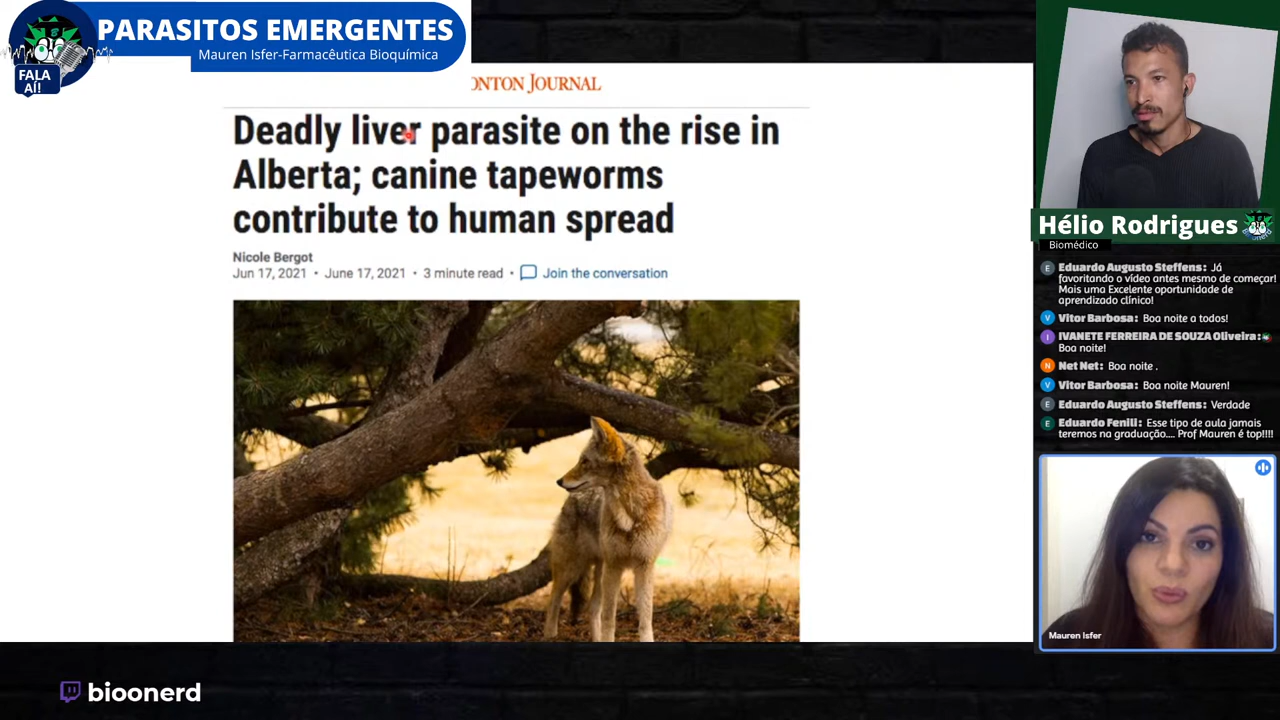 PARASITOS EMERGENTES
Mauren Isfer-Farmacêutica Bioquímica
FALA
AÍ!
ONTON JOURNAL
Deadly liver parasite on the rise in
Alberta; canine tapeworms
contribute to human spread
Nicole Bergot
Jun 17, 2021 • June 17, 2021 • 3 minute read • Join the conversation
bioonerd
Hélio Rodrigues
Biomédico
E Eduardo Augusto Steffens: Já
favoritando o vídeo antes mesmo de começar!
Mais uma Excelente oportunidade de
aprendizado clínico!
V Vitor Barbosa: Boa noite a todos!
I IVANETE FERREIRA DE SOUZA Oliveira:
Boa noite!
N Net Net: Boa noite .
V Vitor Barbosa: Boa noite Mauren!
E Eduardo Augusto Steffens: Verdade
E Eduardo Fenili: Esse tipo de aula jamais
teremos na graduação.... Prof Mauren é top!!!!
Mauren Isfer